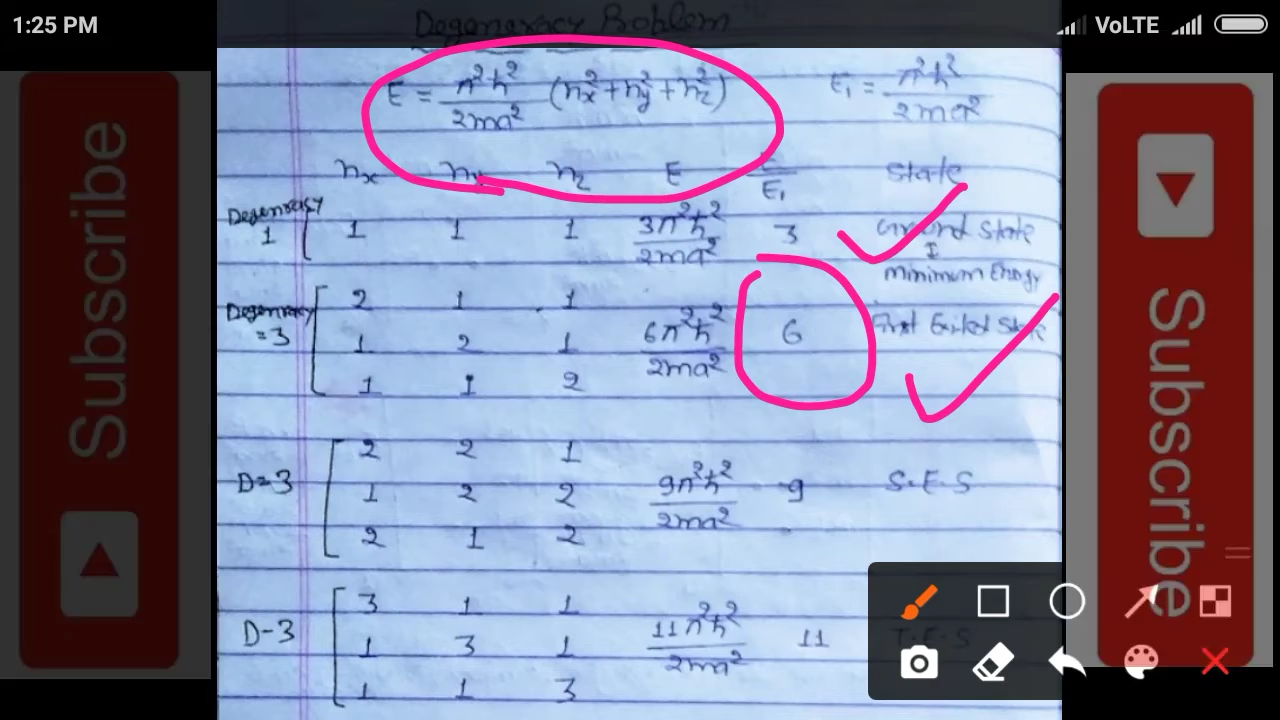 1:25 PM
VoLTE
Subscribe
Subscribe
Degeneracy Problem
E = π²ħ²/2ma² (nx²+ny²+nz²)
E₁ = π²ħ²/2ma²
nx ny nz E E/E₁ State
Degenracy 1 [ 1 1 1 3π²ħ²/2ma² 3 Ground State
I
minimum Energy
Degenracy =3
2 1 1
1 2 1 6π²ħ²/2ma² 6 First Exited State
1 1 2
2 2 1
D=3 1 2 2 9π²ħ²/2ma² 9 S.E.S
2 1 2
3 1 1
D-3 1 3 1 11π²ħ²/2ma² 11 T.E.S
1 1 3